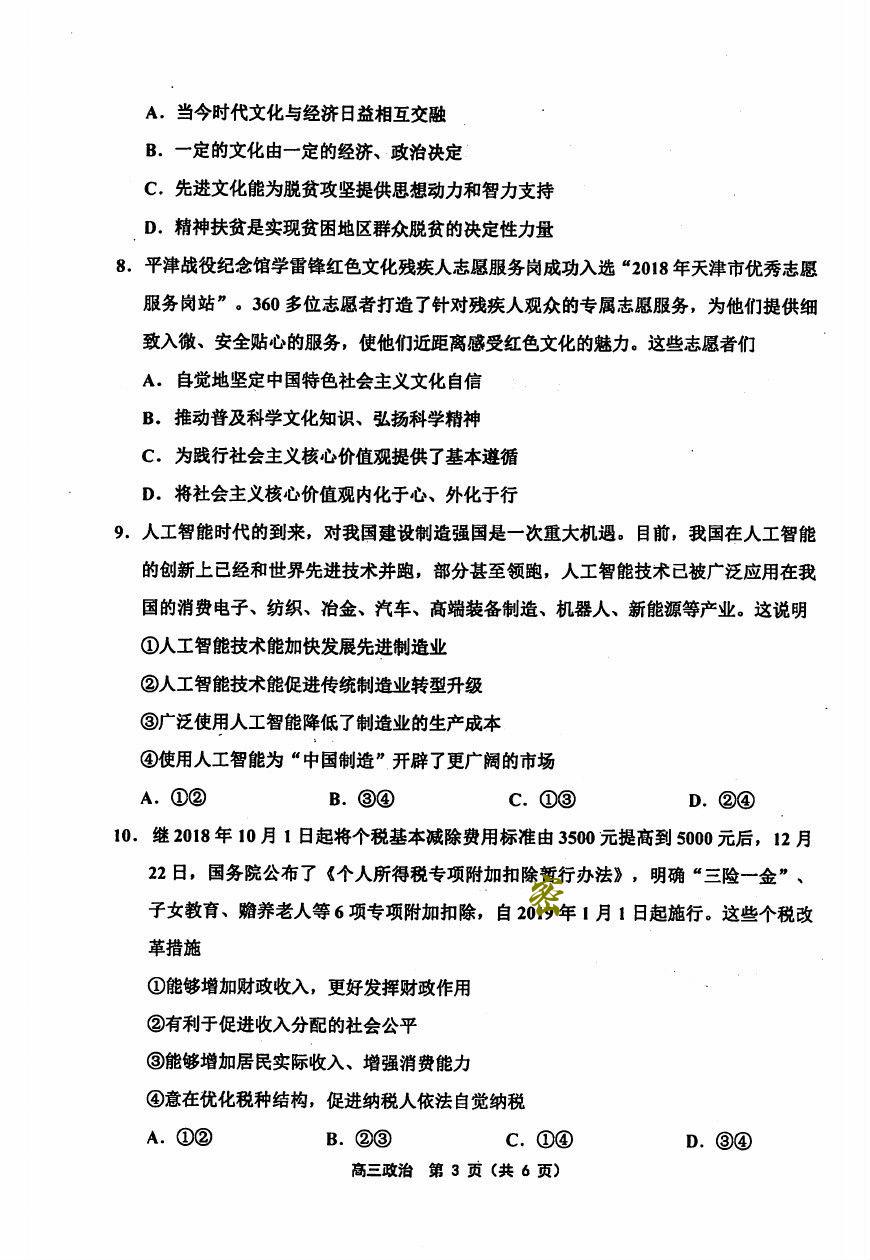 A. 当今时代文化与经济日益相互交融
B. 一定的文化由一定的经济、政治决定
C. 先进文化能为脱贫攻坚提供思想动力和智力支持
D. 精神扶贫是实现贫困地区群众脱贫的决定性力量
8. 平津战役纪念馆学雷锋红色文化残疾人志愿服务岗成功入选“2018 年天津市优秀志愿
服务岗站”。360 多位志愿者打造了针对残疾人观众的专属志愿服务，为他们提供细
致入微、安全贴心的服务，使他们近距离感受红色文化的魅力。这些志愿者们
A. 自觉地坚定中国特色社会主义文化自信
B. 推动普及科学文化知识、弘扬科学精神
C. 为践行社会主义核心价值观提供了基本遵循
D. 将社会主义核心价值观内化于心、外化于行
9. 人工智能时代的到来，对我国建设制造强国是一次重大机遇。目前，我国在人工智能
的创新上已经和世界先进技术并跑，部分甚至领跑，人工智能技术已被广泛应用在我
国的消费电子、纺织、冶金、汽车、高端装备制造、机器人、新能源等产业。这说明
①人工智能技术能加快发展先进制造业
②人工智能技术能促进传统制造业转型升级
③广泛使用人工智能降低了制造业的生产成本
④使用人工智能为“中国制造”开辟了更广阔的市场
A. ①② B. ③④ C. ①③ D. ②④
10. 继 2018 年 10 月 1 日起将个税基本减除费用标准由 3500 元提高到 5000 元后，12 月
22 日，国务院公布了《个人所得税专项附加扣除暂行办法》，明确“三险一金”、
子女教育、赡养老人等 6 项专项附加扣除，自 2019 年 1 月 1 日起施行。这些个税改
革措施
①能够增加财政收入，更好发挥财政作用
②有利于促进收入分配的社会公平
③能够增加居民实际收入、增强消费能力
④意在优化税种结构，促进纳税人依法自觉纳税
A. ①② B. ②③ C. ①④ D. ③④
高三政治 第 3 页（共 6 页）
密